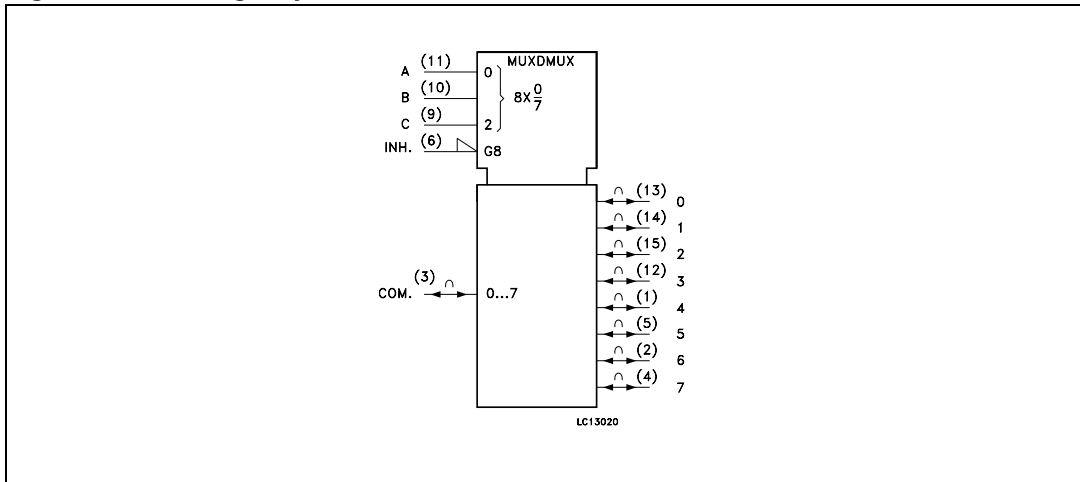 MUXDMUX
A (11) 0
B (10) 8X 0/7
C (9) 2
INH. (6) G8
(13) 0
(14) 1
(15) 2
(12) 3
COM. (3) 0...7
(1) 4
(5) 5
(2) 6
(4) 7
LC13020